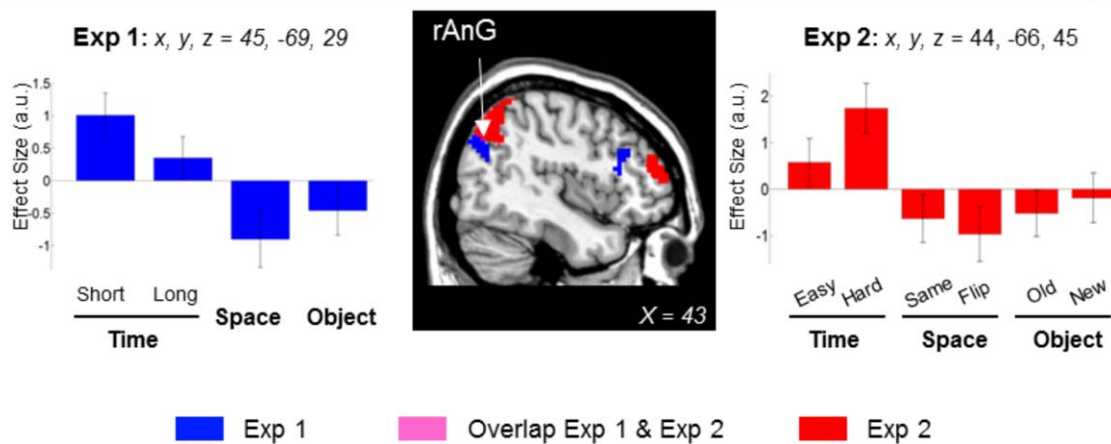 Exp 1: x, y, z = 45, -69, 29
Effect Size (a.u.)
1.5
1
0.5
0
-0.5
-1
Short Long
Time Space Object
rAnG
X = 43
Exp 2: x, y, z = 44, -66, 45
Effect Size (a.u.)
2
1
0
-1
Easy Hard Same Flip Old New
Time Space Object
Exp 1 Overlap Exp 1 & Exp 2 Exp 2